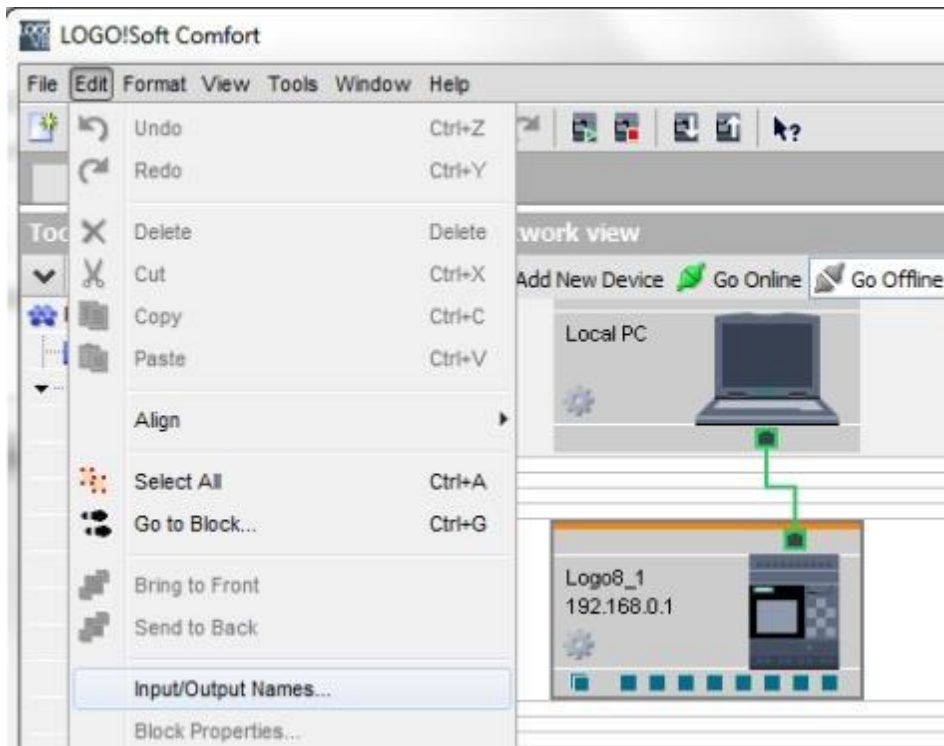 LOGO!Soft Comfort
File Edit Format View Tools Window Help
Undo Ctrl+Z
Redo Ctrl+Y
Delete Delete
Cut Ctrl+X
Copy Ctrl+C
Paste Ctrl+V
Align
Select All Ctrl+A
Go to Block... Ctrl+G
Bring to Front
Send to Back
Input/Output Names...
Block Properties...
Too
work view
Add New Device Go Online Go Offline
Local PC
Logo8_1
192.168.0.1